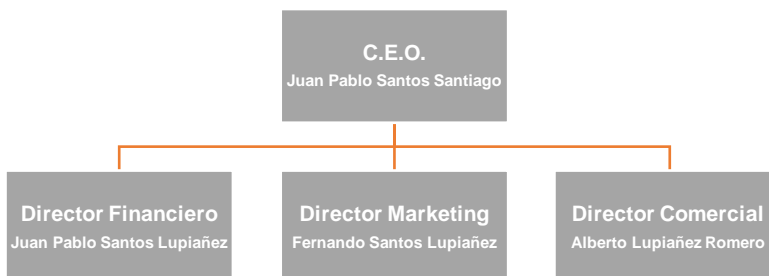 C.E.O.
Juan Pablo Santos Santiago
Director Financiero
Juan Pablo Santos Lupiañez
Director Marketing
Fernando Santos Lupiañez
Director Comercial
Alberto Lupiañez Romero